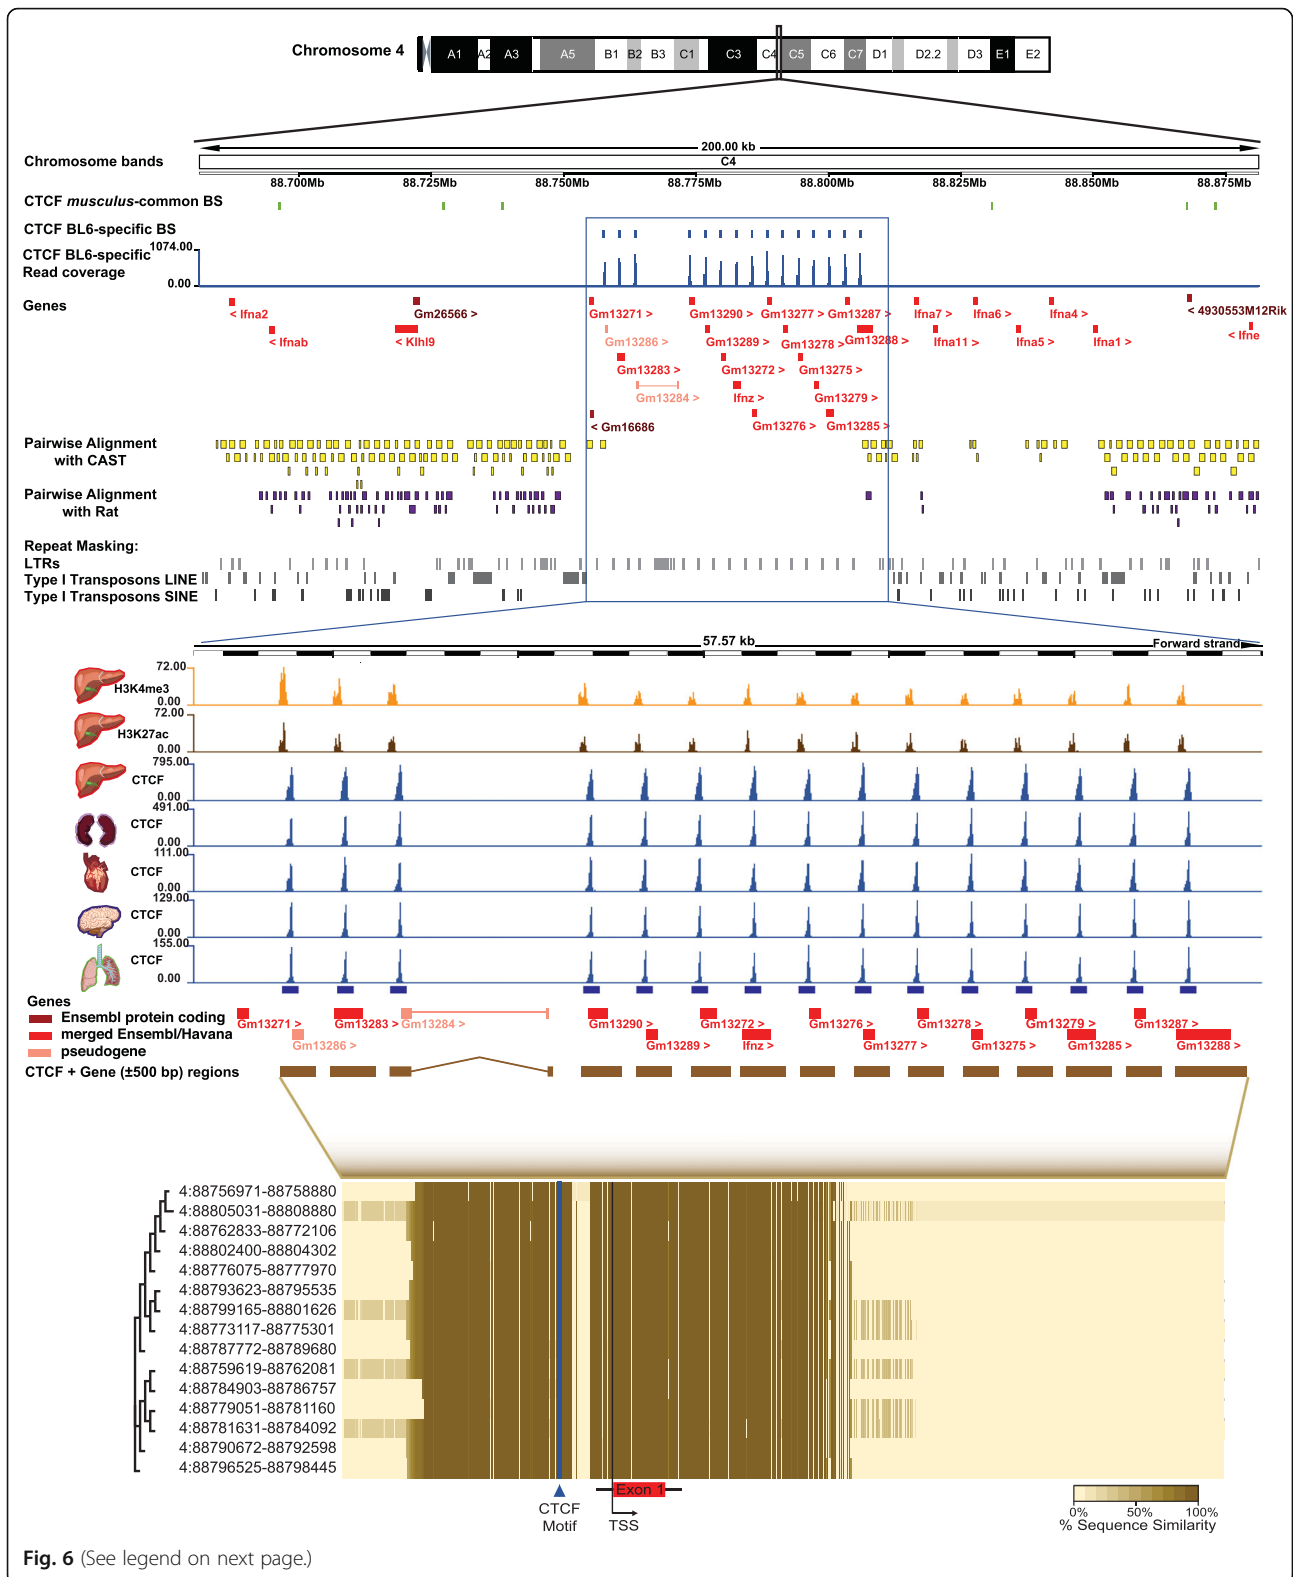 Chromosome 4
A1 A2 A3 A5 B1 B2 B3 C1 C3 C4 C5 C6 C7 D1 D2.2 D3 E1 E2
200.00 kb
Chromosome bands C4
88.700Mb 88.725Mb 88.750Mb 88.775Mb 88.800Mb 88.825Mb 88.850Mb 88.875Mb
CTCF musculus-common BS
CTCF BL6-specific BS
CTCF BL6-specific 1074.00
Read coverage
0.00
Genes
< Ifna2 Gm26566 > Gm13271 > Gm13290 > Gm13277 > Gm13287 > Ifna7 > Ifna6 > Ifna4 > < 4930553M12Rik
< Ifnab < Klhl9 Gm13286 > Gm13289 > Gm13278 > Gm13288 > Ifna11 > Ifna5 > Ifna1 > < Ifne
Gm13283 > Gm13272 > Gm13275 >
Gm13284 > Ifnz > Gm13279 >
< Gm16686 Gm13276 > Gm13285 >
Pairwise Alignment
with CAST
Pairwise Alignment
with Rat
Repeat Masking:
LTRs
Type I Transposons LINE
Type I Transposons SINE
57.57 kb Forward strand
72.00
H3K4me3
0.00
72.00
H3K27ac
0.00
795.00
CTCF
0.00
491.00
CTCF
0.00
111.00
CTCF
0.00
129.00
CTCF
0.00
155.00
CTCF
0.00
Genes
Ensembl protein coding
merged Ensembl/Havana
pseudogene
Gm13271 > Gm13283 > Gm13284 > Gm13290 > Gm13272 > Gm13276 > Gm13278 > Gm13279 > Gm13287 >
Gm13286 > Gm13289 > Ifnz > Gm13277 > Gm13275 > Gm13285 > Gm13288 >
CTCF + Gene (±500 bp) regions
4:88756971-88758880
4:88805031-88808880
4:88762833-88772106
4:88802400-88804302
4:88776075-88777970
4:88793623-88795535
4:88799165-88801626
4:88773117-88775301
4:88787772-88789680
4:88759619-88762081
4:88784903-88786757
4:88779051-88781160
4:88781631-88784092
4:88790672-88792598
4:88796525-88798445
Exon 1
CTCF
Motif
TSS
0% 50% 100%
% Sequence Similarity
Fig. 6 (See legend on next page.)